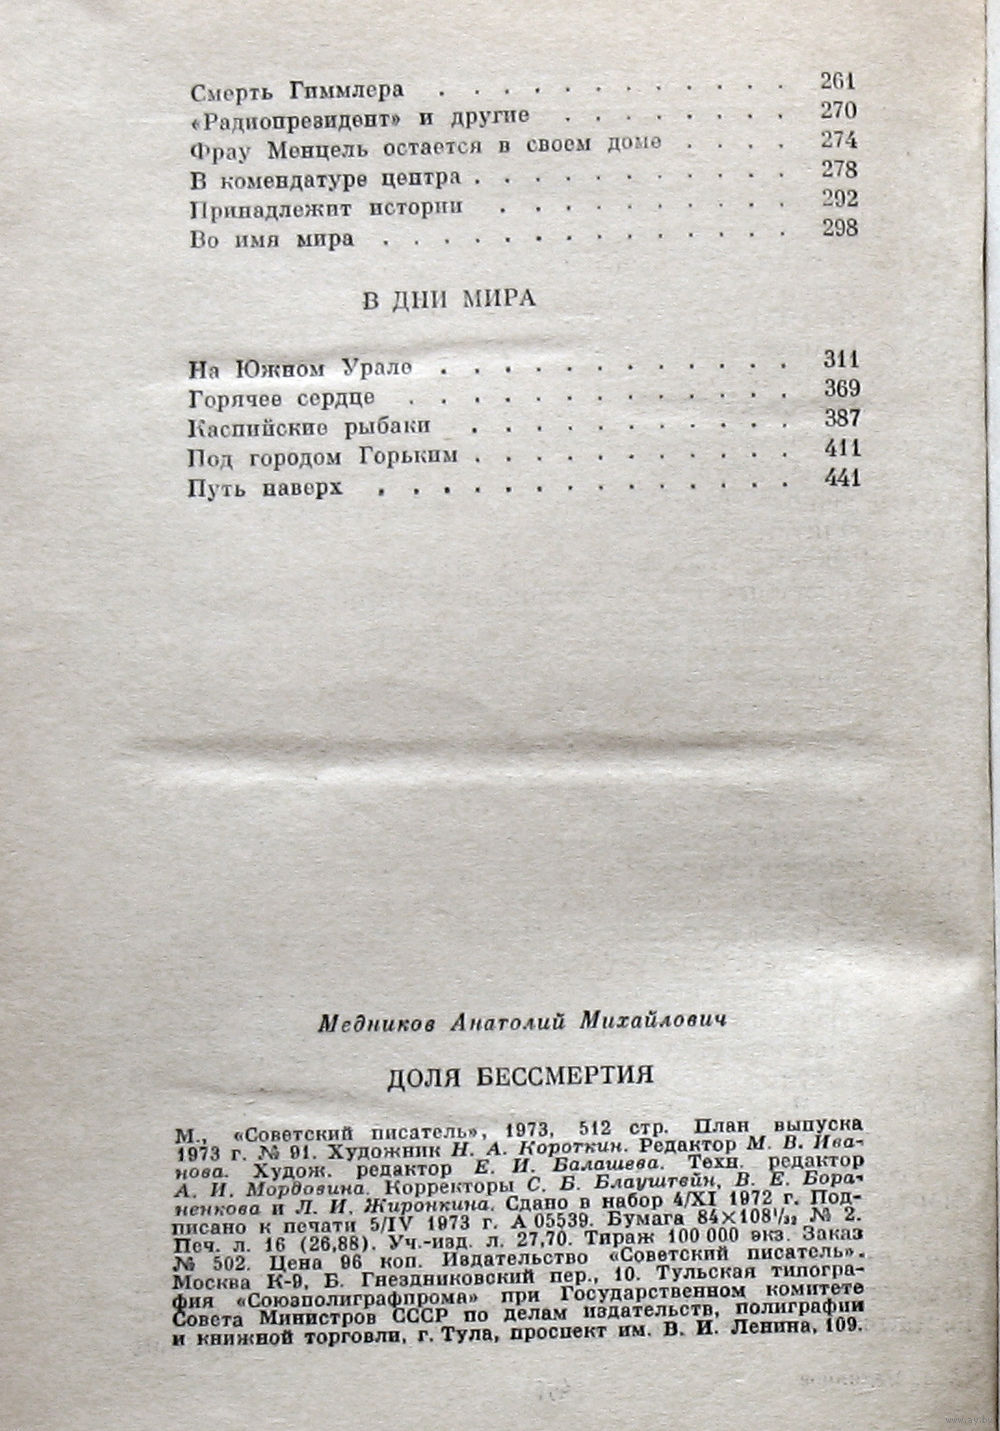 Смерть Гиммлера . . . . . . . . . . . . 261
«Радиопрезидент» и другие . . . . . . . . 270
Фрау Менцель остается в своем доме . . . . 274
В комендатуре центра . . . . . . . . . . . 278
Принадлежит истории . . . . . . . . . . 292
Во имя мира . . . . . . . . . . . . . . 298
В ДНИ МИРА
На Южном Урале . . . . . . . . . . . . 311
Горячее сердце . . . . . . . . . . . . . 369
Каспийские рыбаки . . . . . . . . . . . 387
Под городом Горьким . . . . . . . . . . . 411
Путь наверх . . . . . . . . . . . . . . 441
Медников Анатолий Михайлович
ДОЛЯ БЕССМЕРТИЯ
М., «Советский писатель», 1973, 512 стр. План выпуска
1973 г. № 91. Художник Н. А. Короткин. Редактор М. В. Ива-
нова. Худож. редактор Е. И. Балашева. Техн. редактор
А. И. Мордовина. Корректоры С. Б. Блауштейн, В. Е. Бора-
ненкова и Л. И. Жиронкина. Сдано в набор 4/XI 1972 г. Под-
писано к печати 5/IV 1973 г. А 05539. Бумага 84×108¹/₃₂ № 2.
Печ. л. 16 (26,88). Уч.-изд. л. 27,70. Тираж 100 000 экз. Заказ
№ 502. Цена 96 коп. Издательство «Советский писатель».
Москва К-9, Б. Гнездниковский пер., 10. Тульская типогра-
фия «Союзполиграфпрома» при Государственном комитете
Совета Министров СССР по делам издательств, полиграфии
и книжной торговли, г. Тула, проспект им. В. И. Ленина, 109.
www.ay.by